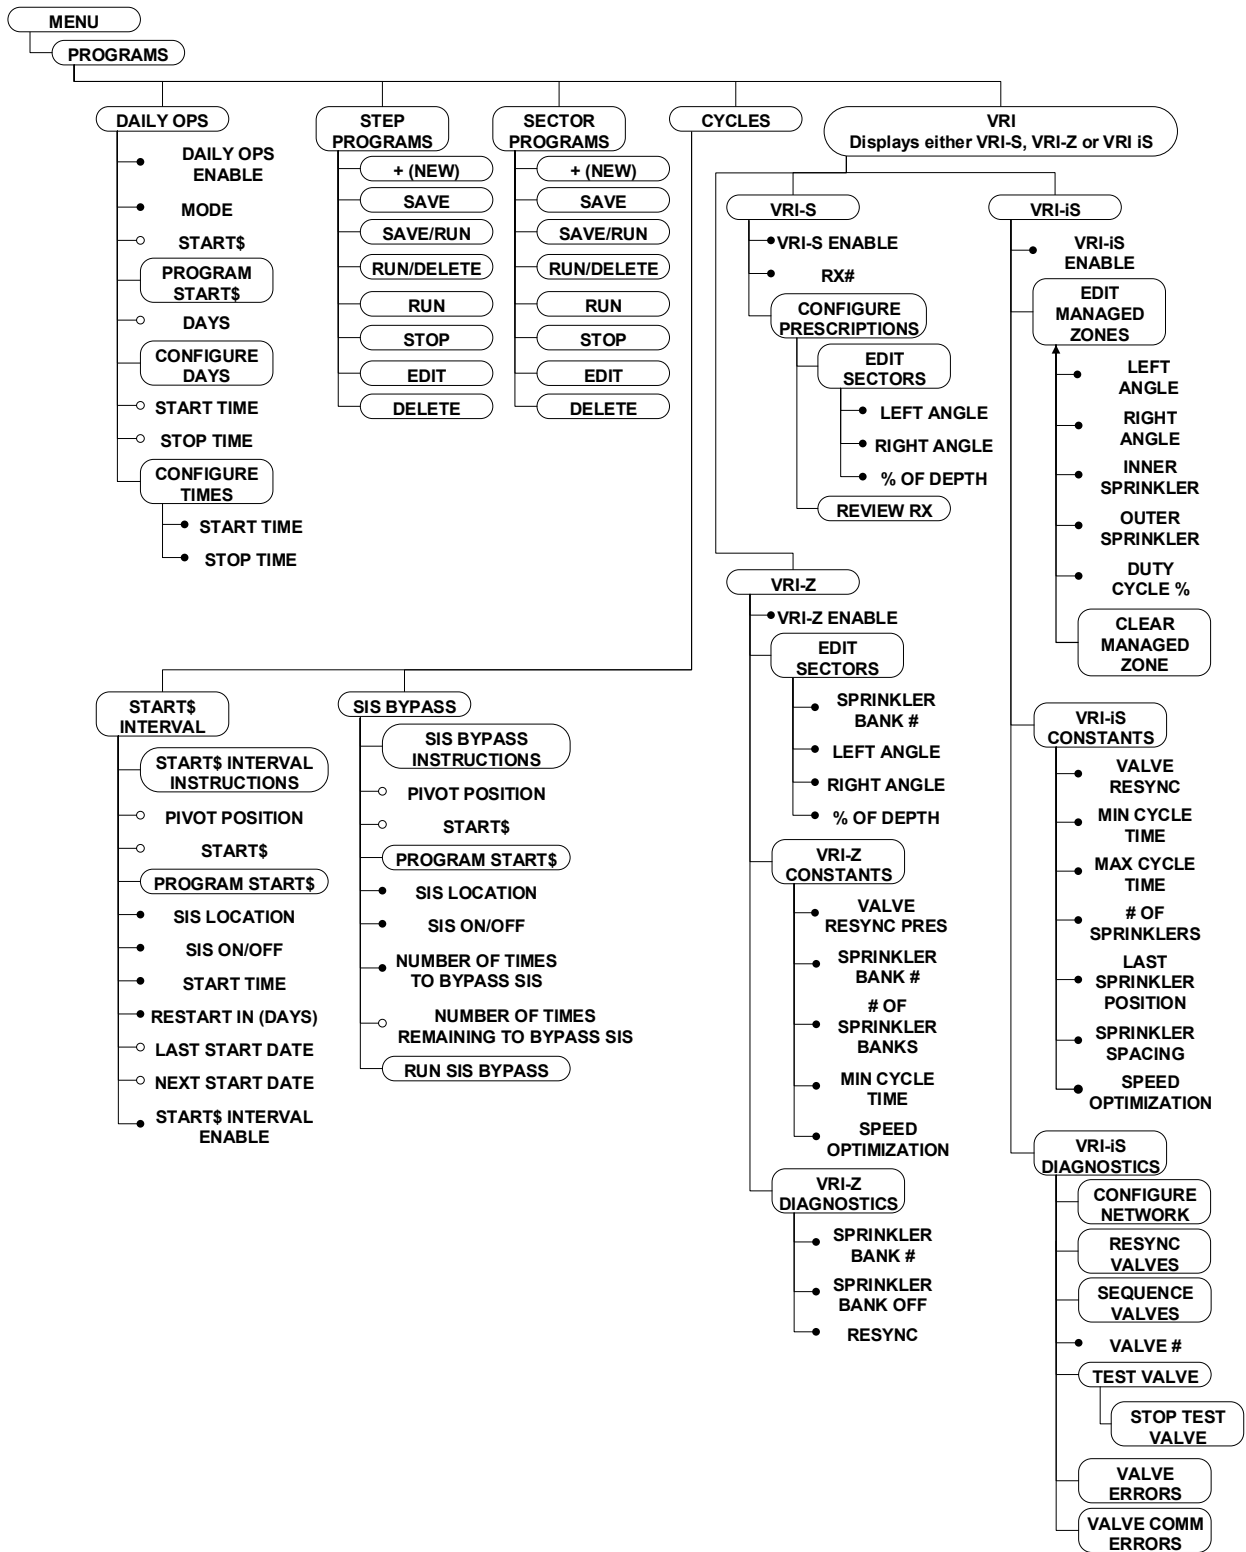 MENU
PROGRAMS
DAILY OPS
DAILY OPS
ENABLE
MODE
START$
PROGRAM
START$
DAYS
CONFIGURE
DAYS
START TIME
STOP TIME
CONFIGURE
TIMES
START TIME
STOP TIME
STEP
PROGRAMS
+ (NEW)
SAVE
SAVE/RUN
RUN/DELETE
RUN
STOP
EDIT
DELETE
SECTOR
PROGRAMS
+ (NEW)
SAVE
SAVE/RUN
RUN/DELETE
RUN
STOP
EDIT
DELETE
CYCLES
START$
INTERVAL
START$ INTERVAL
INSTRUCTIONS
PIVOT POSITION
START$
PROGRAM START$
SIS LOCATION
SIS ON/OFF
START TIME
RESTART IN (DAYS)
LAST START DATE
NEXT START DATE
START$ INTERVAL
ENABLE
SIS BYPASS
SIS BYPASS
INSTRUCTIONS
PIVOT POSITION
START$
PROGRAM START$
SIS LOCATION
SIS ON/OFF
NUMBER OF TIMES
TO BYPASS SIS
NUMBER OF TIMES
REMAINING TO BYPASS SIS
RUN SIS BYPASS
VRI
Displays either VRI-S, VRI-Z or VRI iS
VRI-S
VRI-S ENABLE
RX#
CONFIGURE
PRESCRIPTIONS
EDIT
SECTORS
LEFT ANGLE
RIGHT ANGLE
% OF DEPTH
REVIEW RX
VRI-Z
VRI-Z ENABLE
EDIT
SECTORS
SPRINKLER
BANK #
LEFT ANGLE
RIGHT ANGLE
% OF DEPTH
VRI-Z
CONSTANTS
VALVE
RESYNC PRES
SPRINKLER
BANK #
# OF
SPRINKLER
BANKS
MIN CYCLE
TIME
SPEED
OPTIMIZATION
VRI-Z
DIAGNOSTICS
SPRINKLER
BANK #
SPRINKLER
BANK OFF
RESYNC
VRI-iS
VRI-iS
ENABLE
EDIT
MANAGED
ZONES
LEFT
ANGLE
RIGHT
ANGLE
INNER
SPRINKLER
OUTER
SPRINKLER
DUTY
CYCLE %
CLEAR
MANAGED
ZONE
VRI-iS
CONSTANTS
VALVE
RESYNC
MIN CYCLE
TIME
MAX CYCLE
TIME
# OF
SPRINKLERS
LAST
SPRINKLER
POSITION
SPRINKLER
SPACING
SPEED
OPTIMIZATION
VRI-iS
DIAGNOSTICS
CONFIGURE
NETWORK
RESYNC
VALVES
SEQUENCE
VALVES
VALVE #
TEST VALVE
STOP TEST
VALVE
VALVE
ERRORS
VALVE COMM
ERRORS